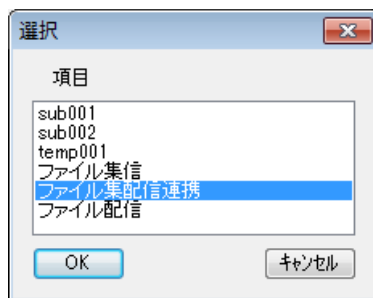 選択
項目
sub001
sub002
temp001
ファイル集信
ファイル集配信連携
ファイル配信
OK
キャンセル